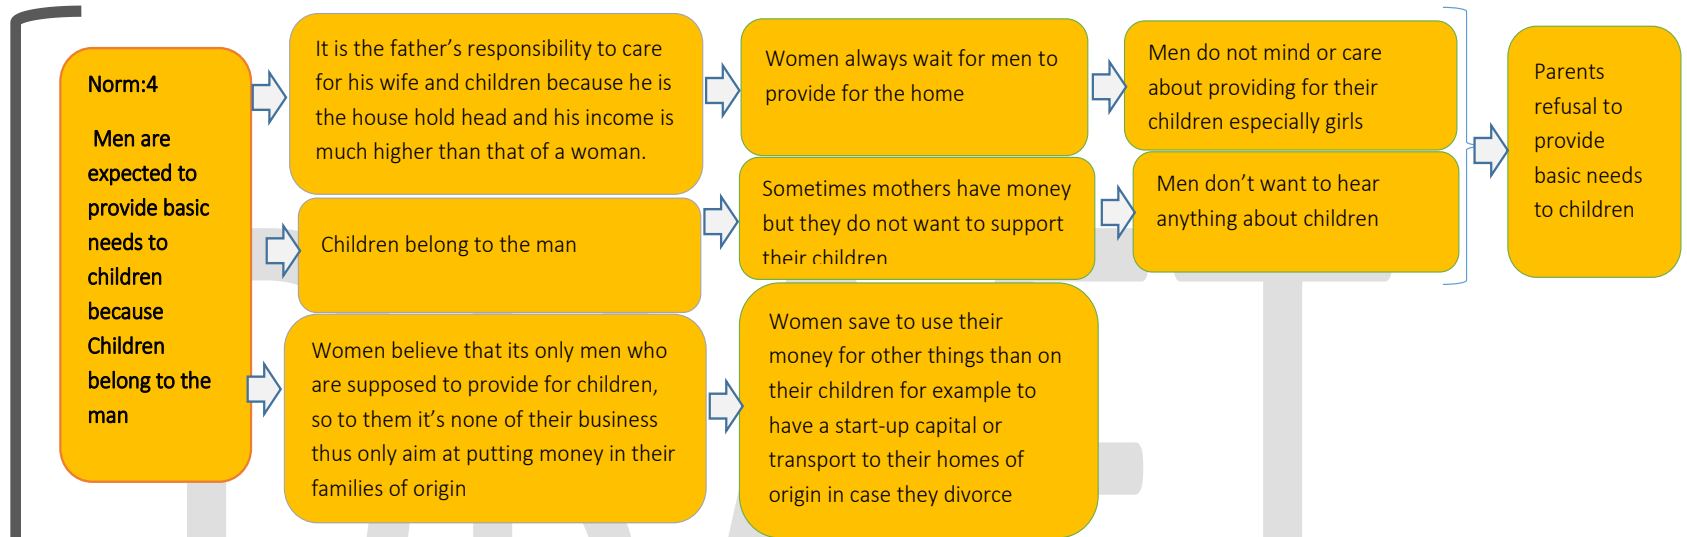 Norm:4
Men are
expected to
provide basic
needs to
children
because
Children
belong to the
man
It is the father’s responsibility to care
for his wife and children because he is
the house hold head and his income is
much higher than that of a woman.
Children belong to the man
Women believe that its only men who
are supposed to provide for children,
so to them it’s none of their business
thus only aim at putting money in their
families of origin
Women always wait for men to
provide for the home
Sometimes mothers have money
but they do not want to support
their children
Women save to use their
money for other things than on
their children for example to
have a start-up capital or
transport to their homes of
origin in case they divorce
Men do not mind or care
about providing for their
children especially girls
Men don’t want to hear
anything about children
Parents
refusal to
provide
basic needs
to children